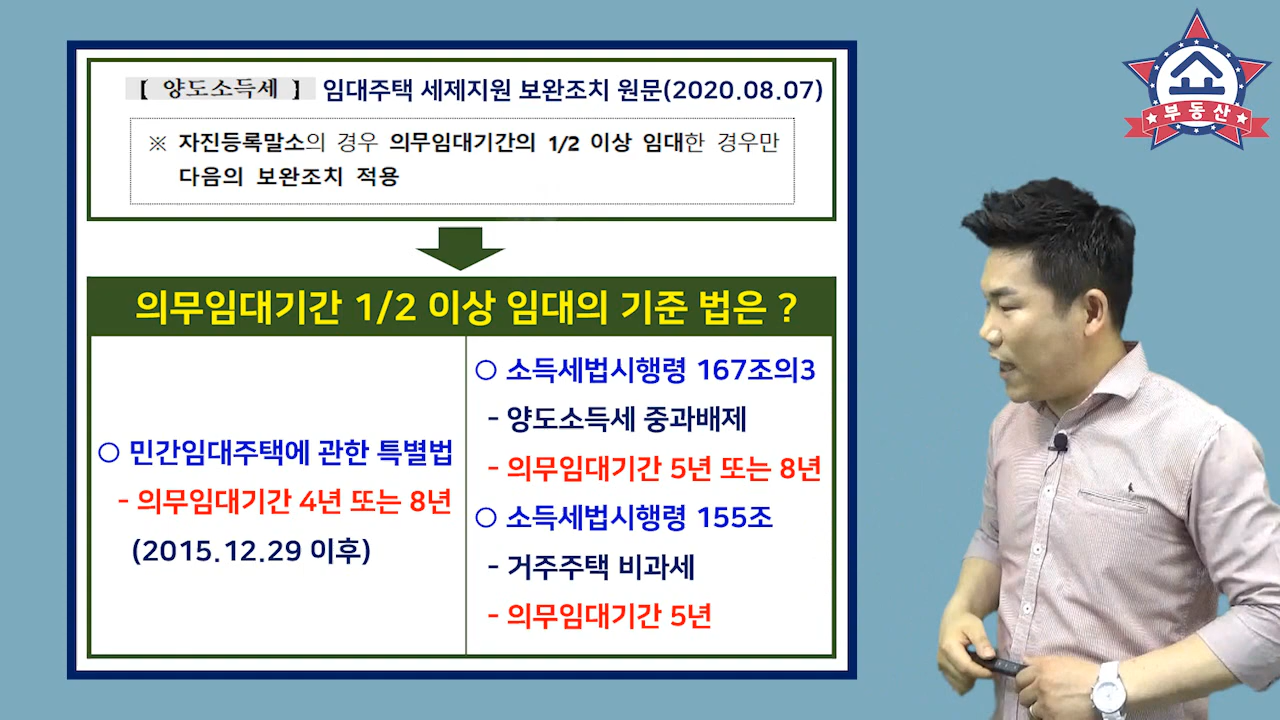 【 양도소득세 】 임대주택 세제지원 보완조치 원문(2020.08.07)
※ 자진등록말소의 경우 의무임대기간의 1/2 이상 임대한 경우만
다음의 보완조치 적용
의무임대기간 1/2 이상 임대의 기준 법은 ?
○ 민간임대주택에 관한 특별법
- 의무임대기간 4년 또는 8년
(2015.12.29 이후)
○ 소득세법시행령 167조의3
- 양도소득세 중과배제
- 의무임대기간 5년 또는 8년
○ 소득세법시행령 155조
- 거주주택 비과세
- 의무임대기간 5년
부동산